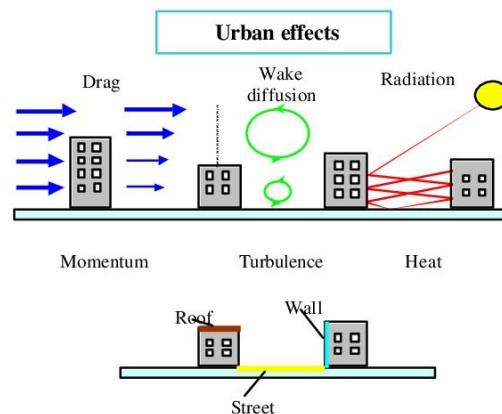 Urban effects
Drag
Wake
diffusion
Radiation
Momentum
Turbulence
Heat
Roof
Wall
Street